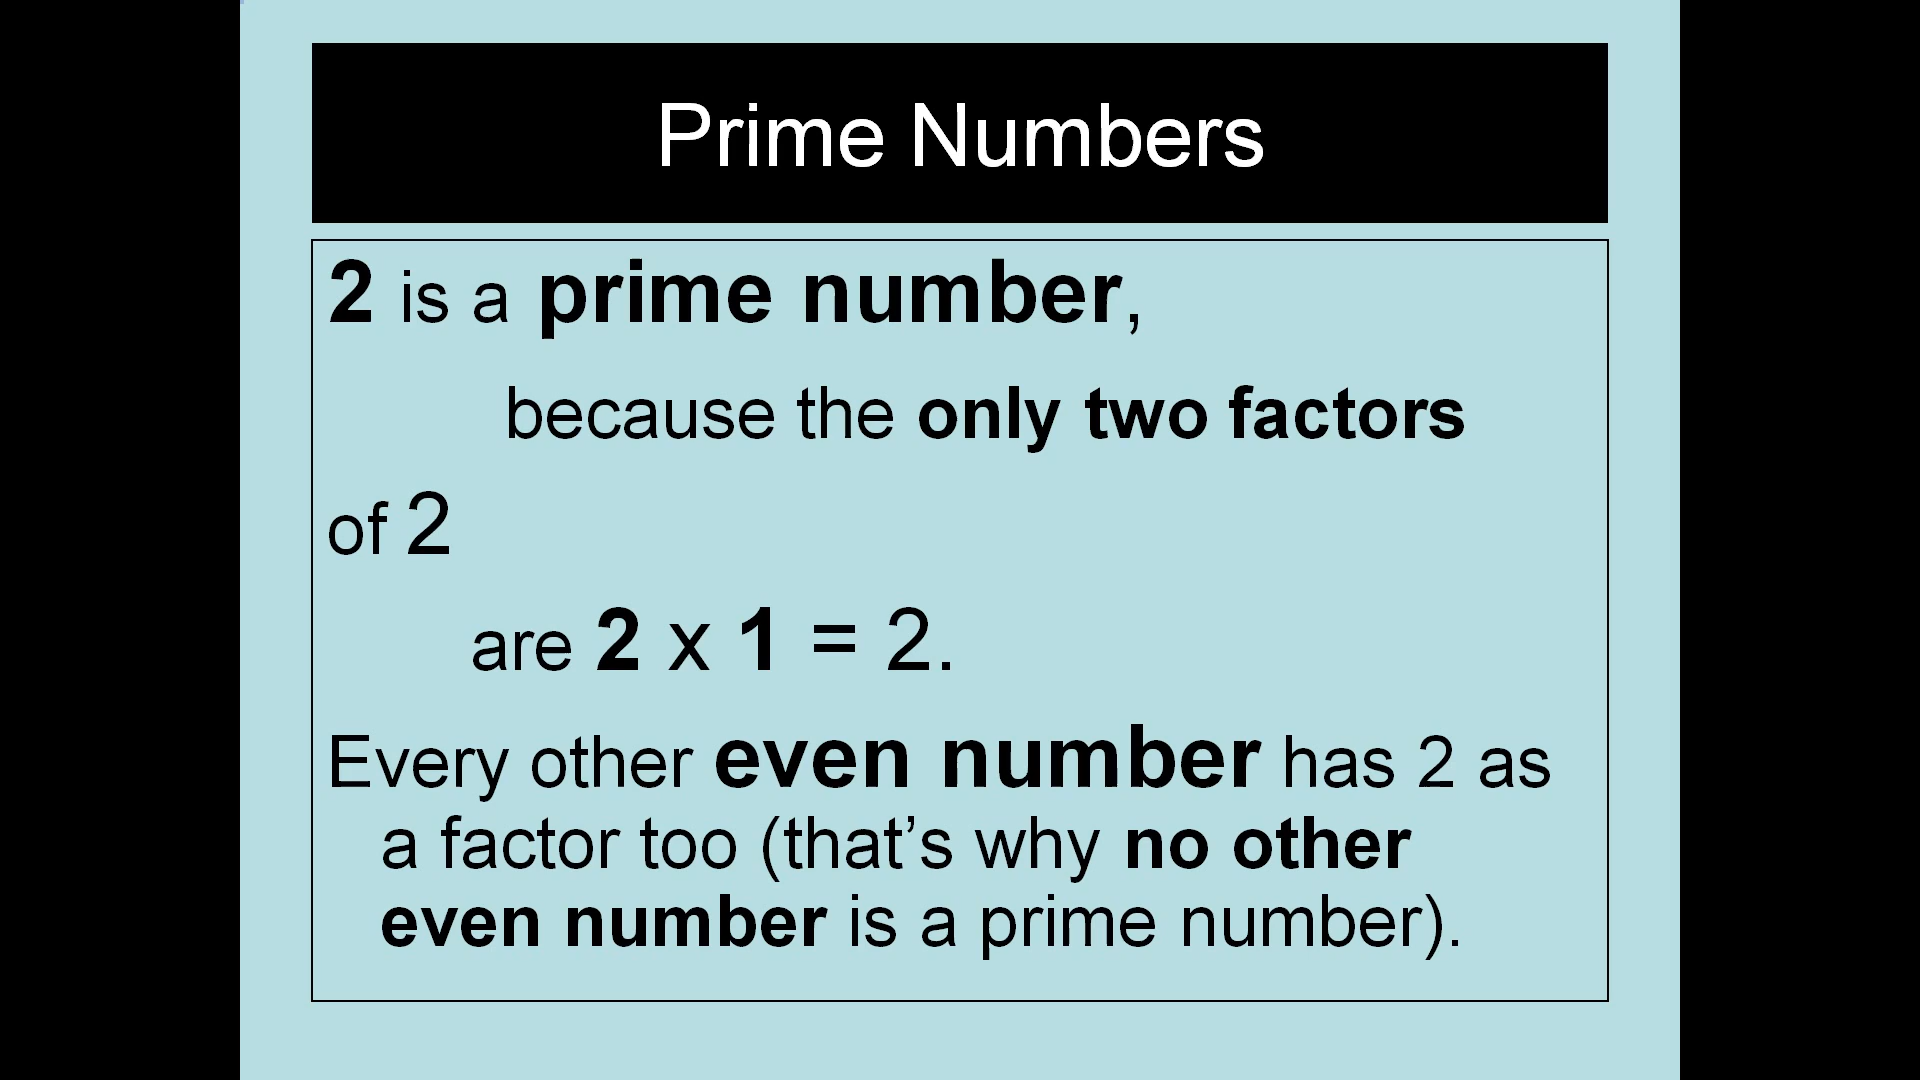 Prime Numbers
2 is a prime number,
because the only two factors
of 2
are 2 x 1 = 2.
Every other even number has 2 as
a factor too (that’s why no other
even number is a prime number).